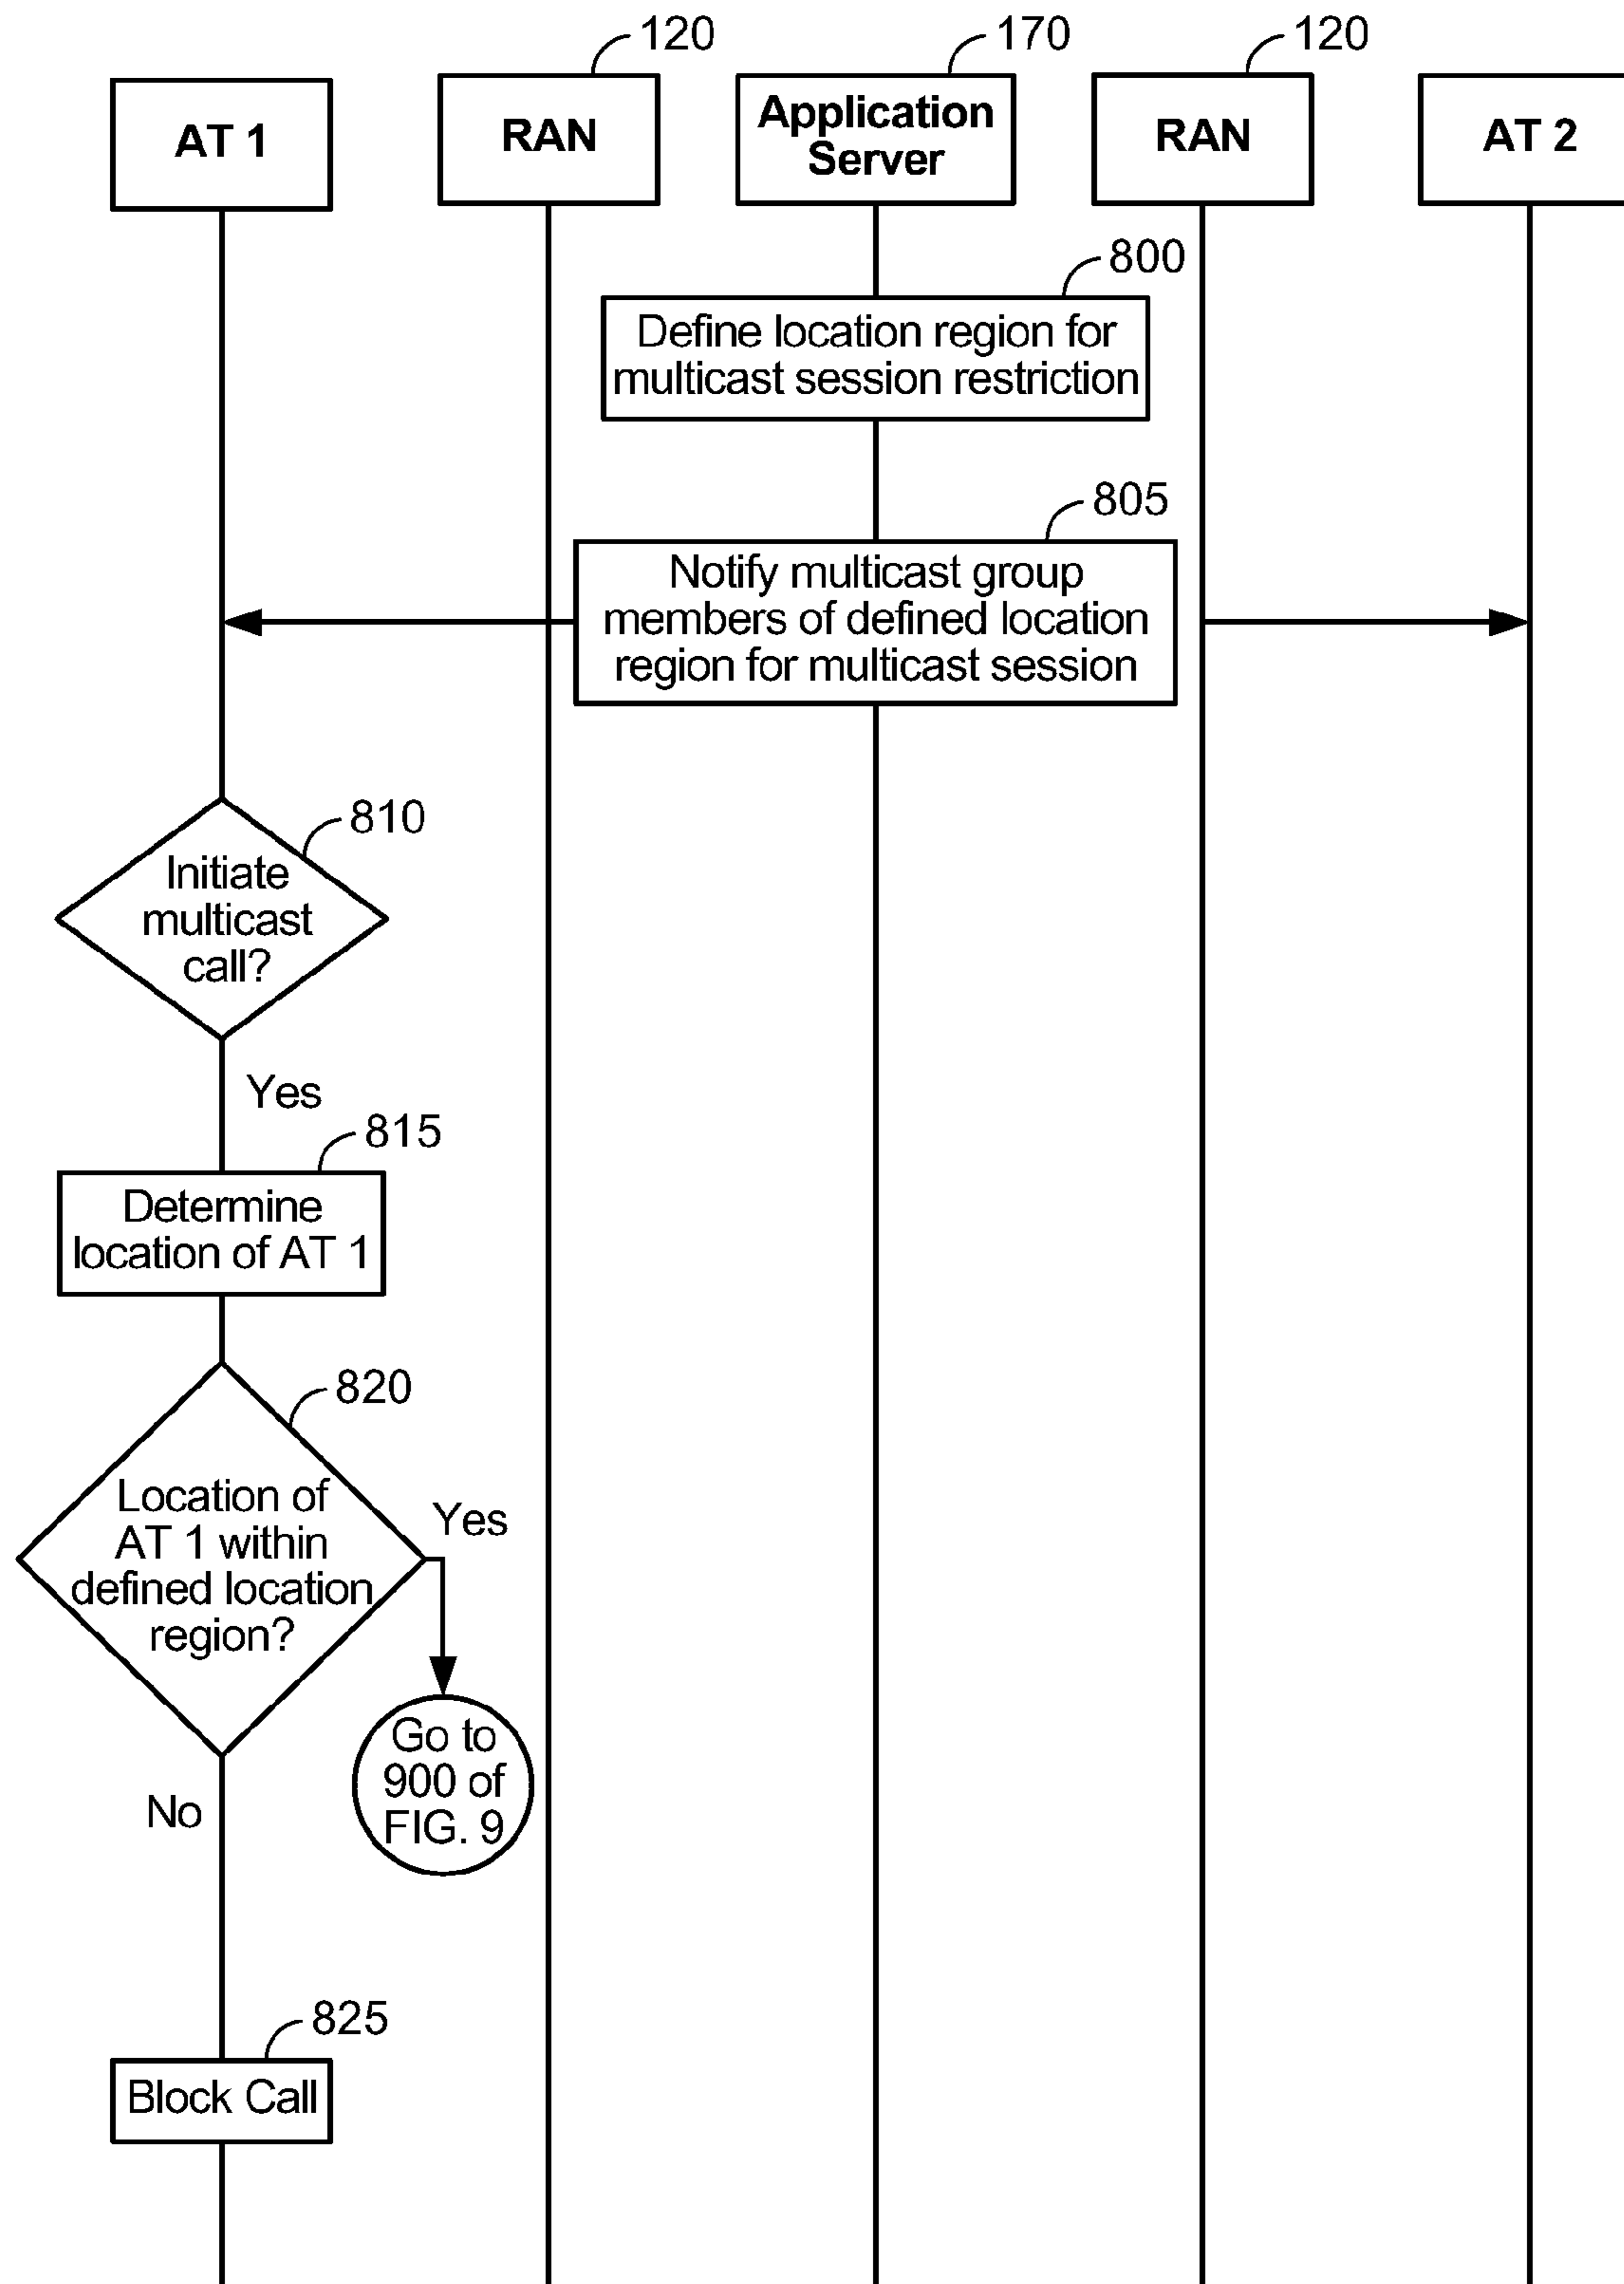 120
170
120
AT 1
RAN
Application
Server
RAN
AT 2
800
Define location region for
multicast session restriction
805
Notify multicast group
members of defined location
region for multicast session
810
Initiate
multicast
call?
Yes
815
Determine
location of AT 1
820
Location of
AT 1 within
defined location
region?
Yes
Go to
900 of
FIG. 9
No
825
Block Call